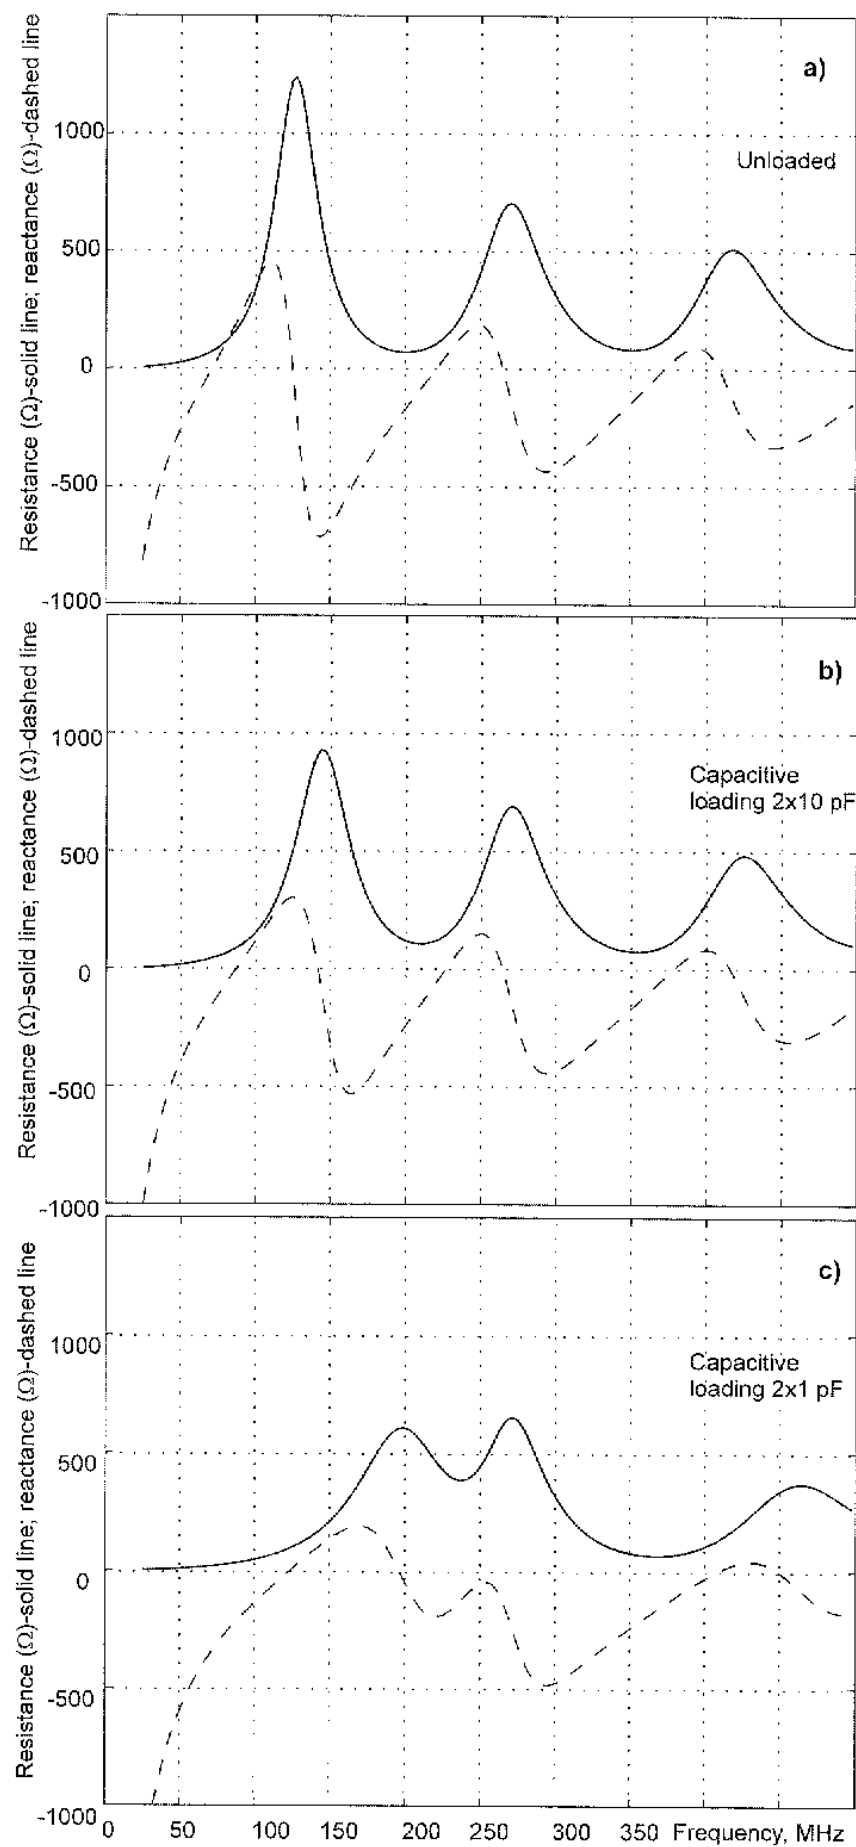 Resistance (Ω)-solid line; reactance (Ω)-dashed line
a)
1000
Unloaded
500
0
-500
-1000
Resistance (Ω)-solid line; reactance (Ω)-dashed line
b)
1000
Capacitive
loading 2x10 pF
500
0
-500
-1000
Resistance (Ω)-solid line; reactance (Ω)-dashed line
c)
1000
Capacitive
loading 2x1 pF
500
0
-500
-1000
0 50 100 150 200 250 300 350 Frequency, MHz